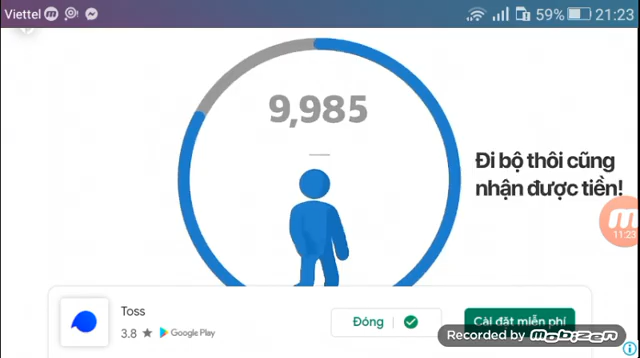 Viettel
59% 21:23
9,985
Đi bộ thôi cũng
nhận được tiền!
11:23
Toss
3.8 ★ Google Play
Đóng
Cài đặt miễn phí
Recorded by mobizen